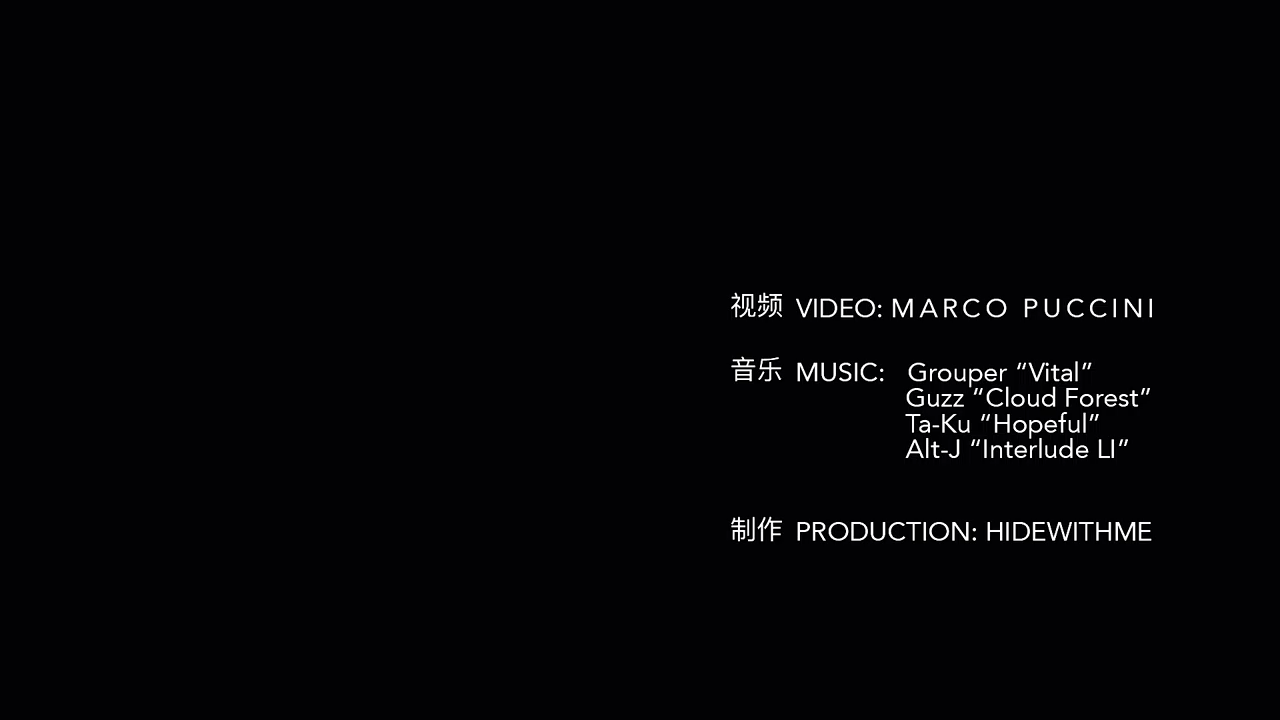 视频 VIDEO: MARCO PUCCINI
音乐 MUSIC: Grouper “Vital”
Guzz “Cloud Forest”
Ta-Ku “Hopeful”
Alt-J “Interlude LI”
制作 PRODUCTION: HIDEWITHME